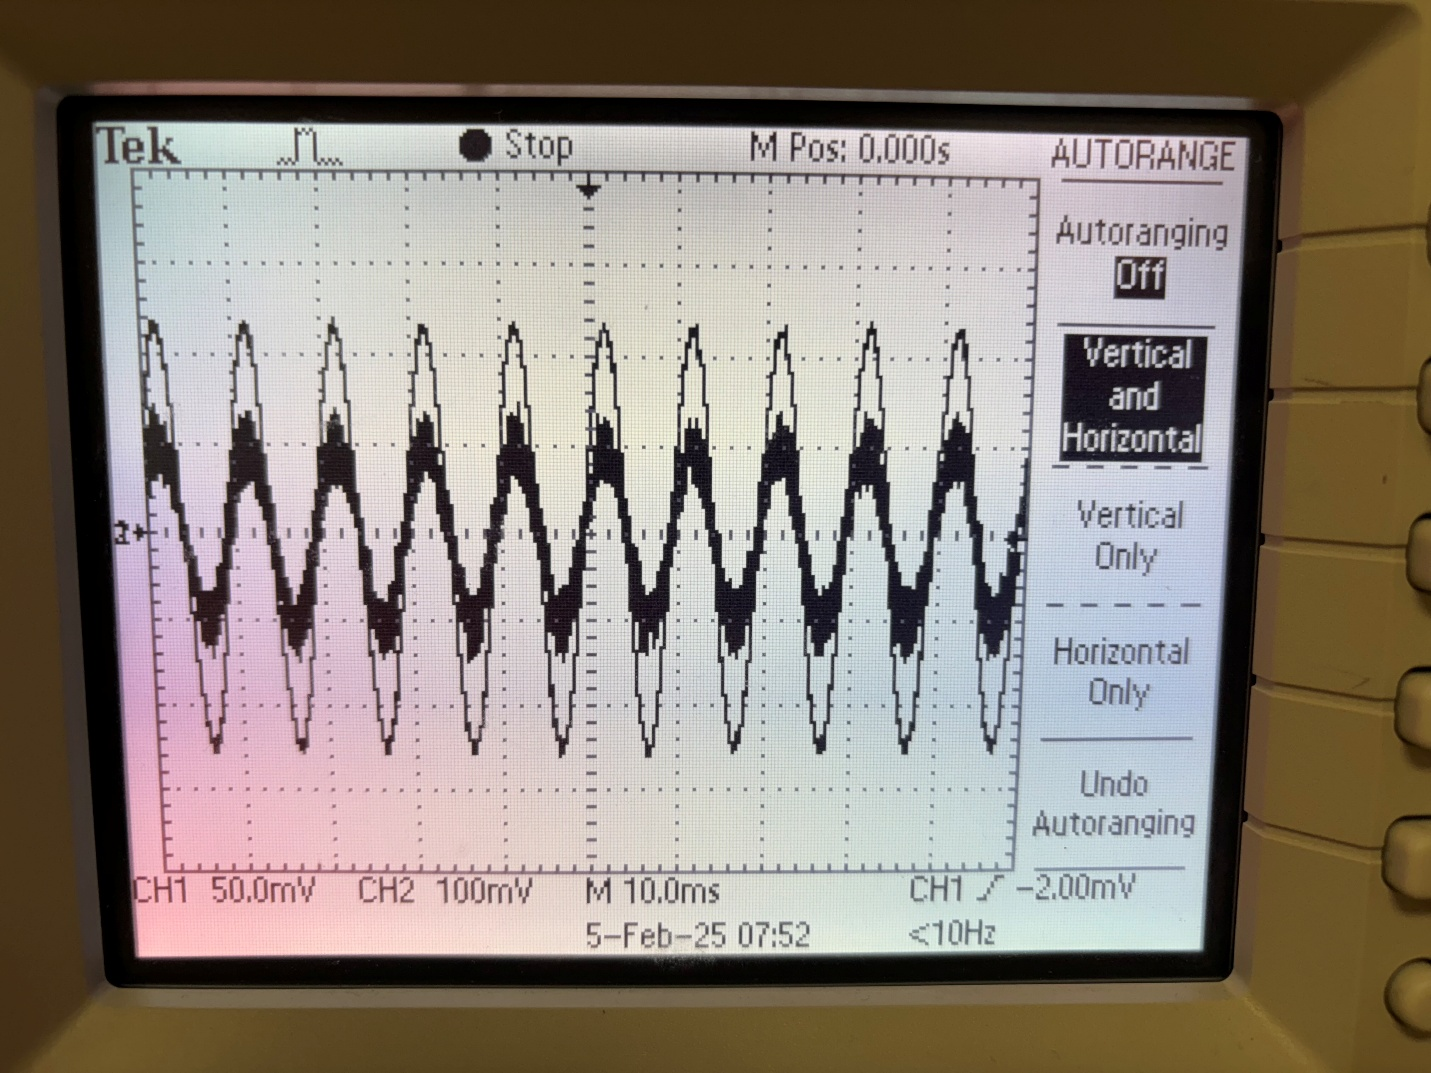 Tek Stop M Pos: 0.000s AUTORANGE
Autoranging
Off
Vertical
and
Horizontal
Vertical
Only
Horizontal
Only
Undo
Autoranging
CH1 50.0mV CH2 100mV M 10.0ms CH1 -2.00mV
5-Feb-25 07:52 <10Hz